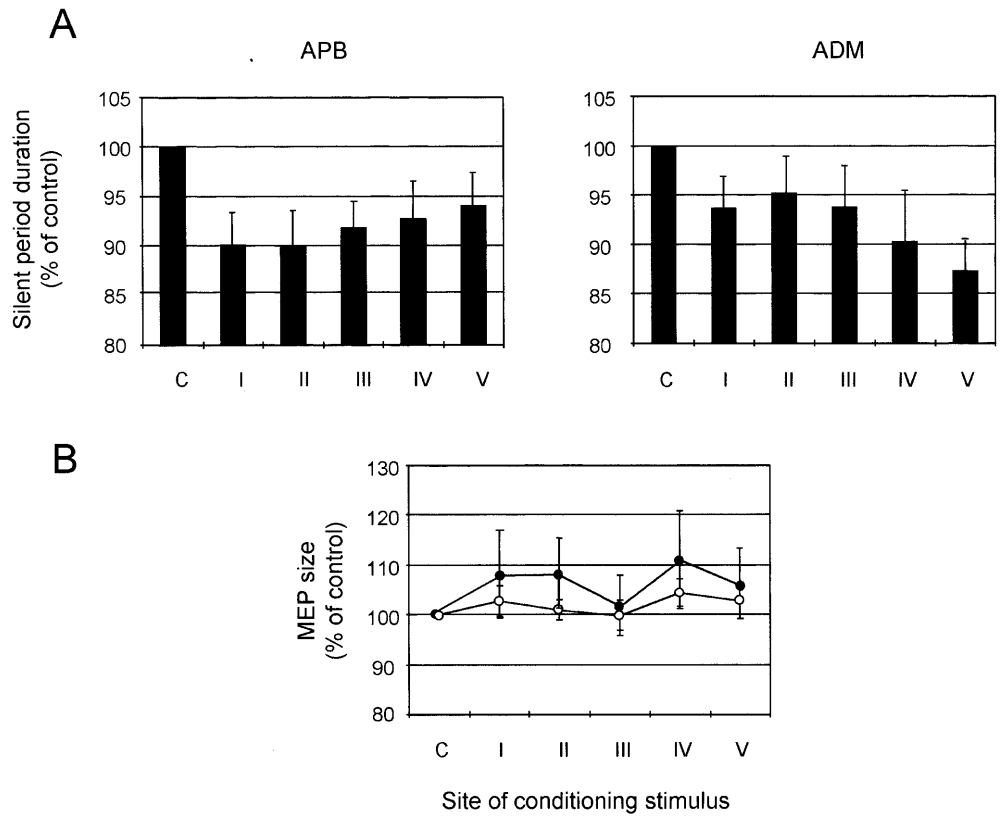 A
APB
ADM
Silent period duration
(% of control)
105
100
95
90
85
80
C I II III IV V
105
100
95
90
85
80
C I II III IV V
B
MEP size
(% of control)
130
120
110
100
90
80
C I II III IV V
Site of conditioning stimulus